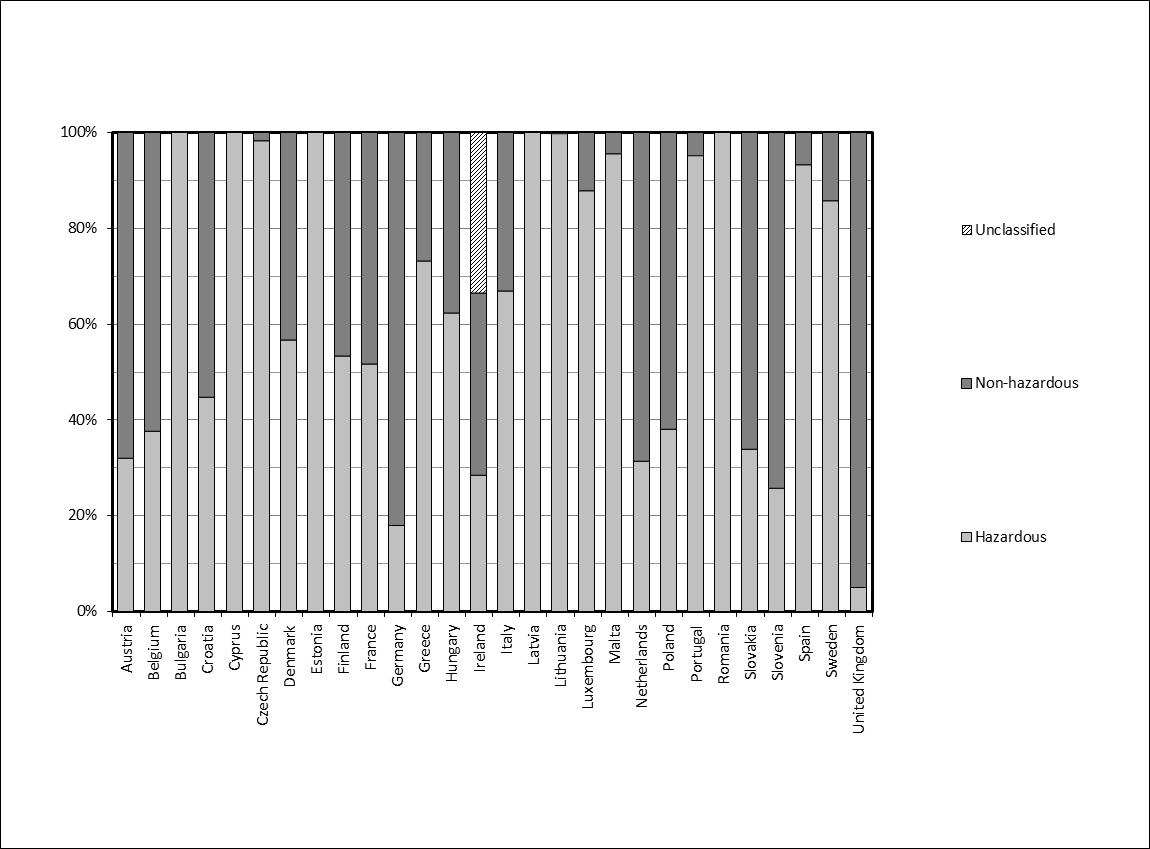 100%
80%
60%
40%
20%
0%
Austria
Belgium
Bulgaria
Croatia
Cyprus
Czech Republic
Denmark
Estonia
Finland
France
Germany
Greece
Hungary
Ireland
Italy
Latvia
Lithuania
Luxembourg
Malta
Netherlands
Poland
Portugal
Romania
Slovakia
Slovenia
Spain
Sweden
United Kingdom
Unclassified
Non-hazardous
Hazardous